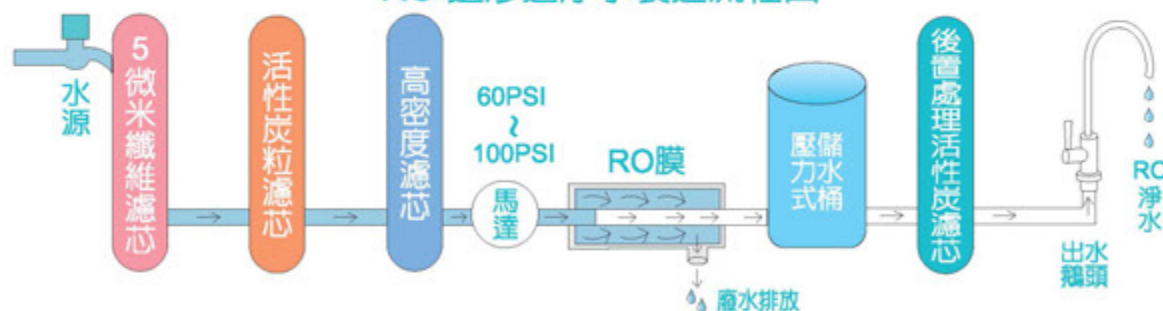 水源
5微米纖維濾芯
活性炭粒濾芯
高密度濾芯
60PSI
~
100PSI
馬達
RO膜
廢水排放
壓力式
儲水桶
後置處理活性炭濾芯
出水
鵝頭
RO
淨水